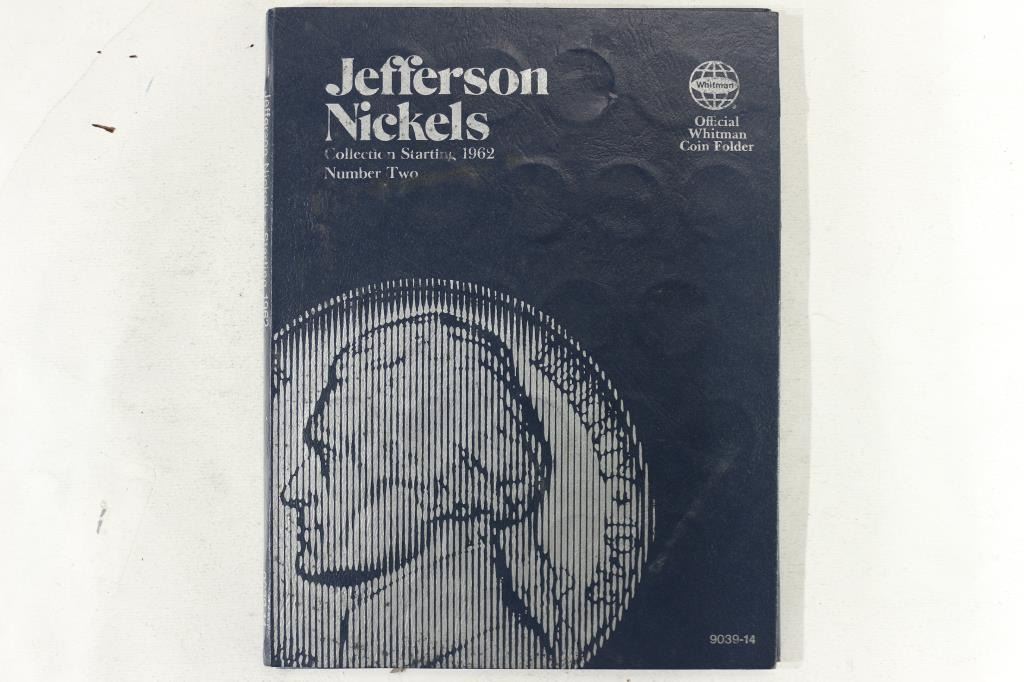 Jefferson
Nickels
Collection Starting 1962
Number Two
Whitman
Official
Whitman
Coin Folder
9039-14